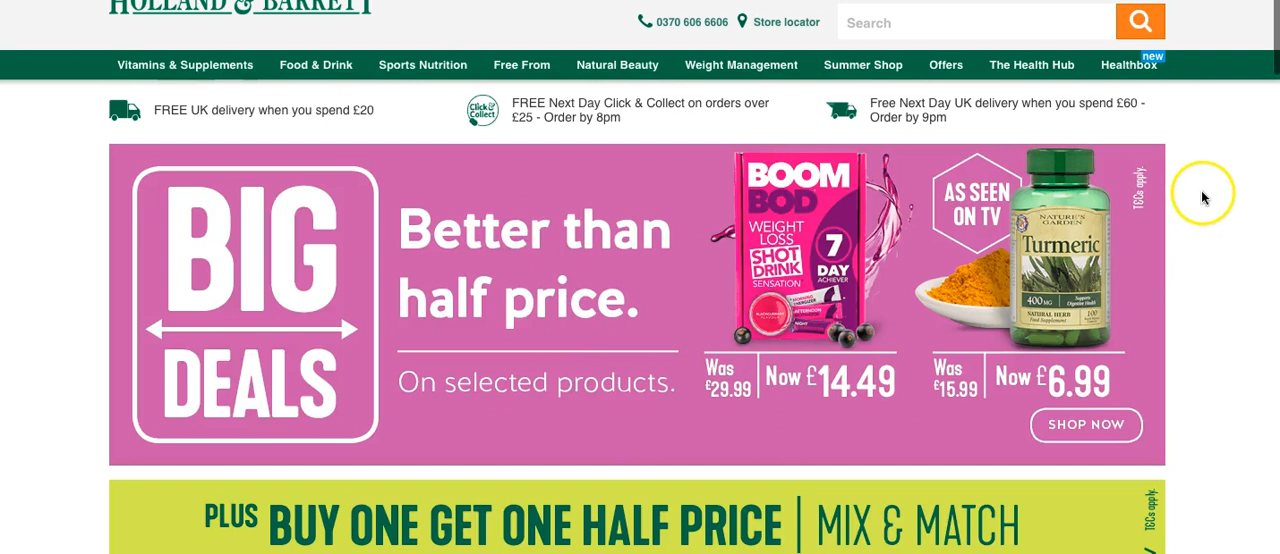 HOLLAND & BARRETT
0370 606 6606
Store locator
Search
new
Vitamins & Supplements
Food & Drink
Sports Nutrition
Free From
Natural Beauty
Weight Management
Summer Shop
Offers
The Health Hub
Healthbox
FREE UK delivery when you spend £20
Click &
Collect
FREE Next Day Click & Collect on orders over
£25 - Order by 8pm
Free Next Day UK delivery when you spend £60 -
Order by 9pm
BIG
DEALS
Better than
half price.
On selected products.
BOOM
BOD
WEIGHT
LOSS
SHOT
DRINK
SENSATION
7
DAY
ACHIEVER
Was
£29.99
Now £14.49
AS SEEN
ON TV
NATURE'S
GARDEN
Turmeric
400 MG
Supports
Digestive Health
NATURAL HERB
Food Supplement
100
Was
£15.99
Now £6.99
T&Cs apply.
SHOP NOW
PLUS BUY ONE GET ONE HALF PRICE | MIX & MATCH
T&Cs apply.